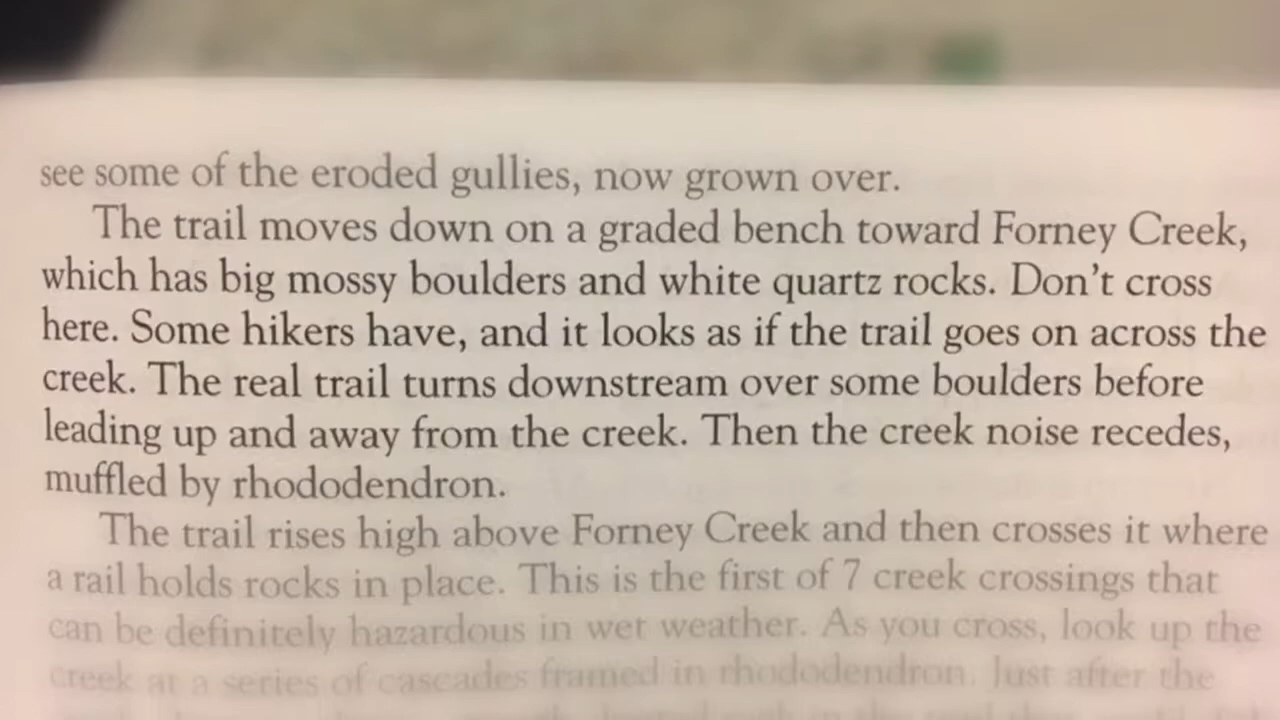 see some of the eroded gullies, now grown over.
The trail moves down on a graded bench toward Forney Creek,
which has big mossy boulders and white quartz rocks. Don't cross
here. Some hikers have, and it looks as if the trail goes on across the
creek. The real trail turns downstream over some boulders before
leading up and away from the creek. Then the creek noise recedes,
muffled by rhododendron.
The trail rises high above Forney Creek and then crosses it where
a rail holds rocks in place. This is the first of 7 creek crossings that
can be definitely hazardous in wet weather. As you cross, look up the
creek at a series of cascades framed in rhododendron. Just after the